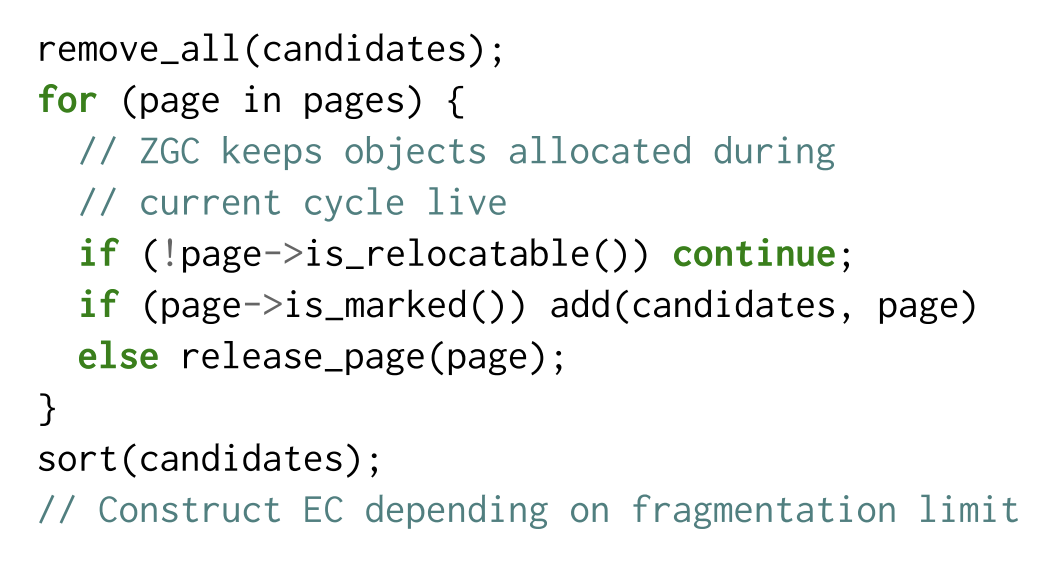 remove_all(candidates);
for (page in pages) {
  // ZGC keeps objects allocated during
  // current cycle live
  if (!page->is_relocatable()) continue;
  if (page->is_marked()) add(candidates, page)
  else release_page(page);
}
sort(candidates);
// Construct EC depending on fragmentation limit